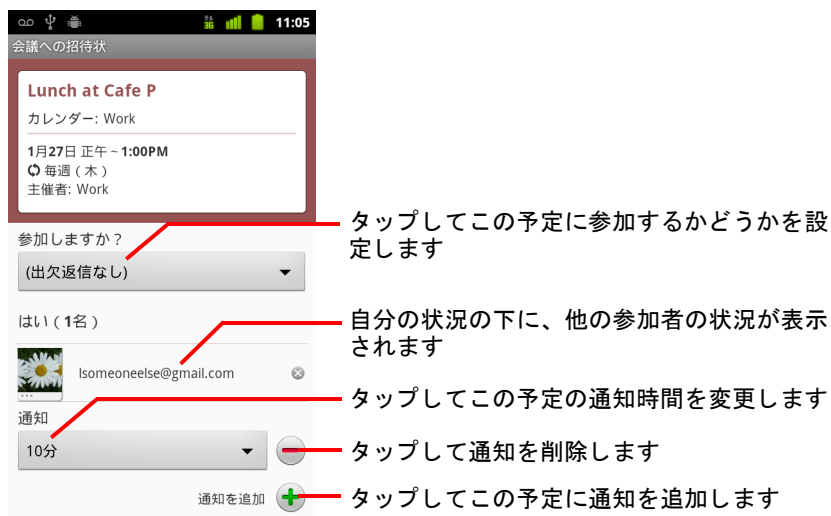 3G 11:05
会議への招待状
Lunch at Cafe P
カレンダー: Work
1月27日 正午 ~ 1:00PM
毎週 ( 木 )
主催者: Work
参加しますか？
(出欠返信なし)
タップしてこの予定に参加するかどうかを設
定します
はい ( 1名 )
自分の状況の下に、他の参加者の状況が表示
されます
lsomeoneelse@gmail.com
通知
タップしてこの予定の通知時間を変更します
10分
タップして通知を削除します
通知を追加
タップしてこの予定に通知を追加します